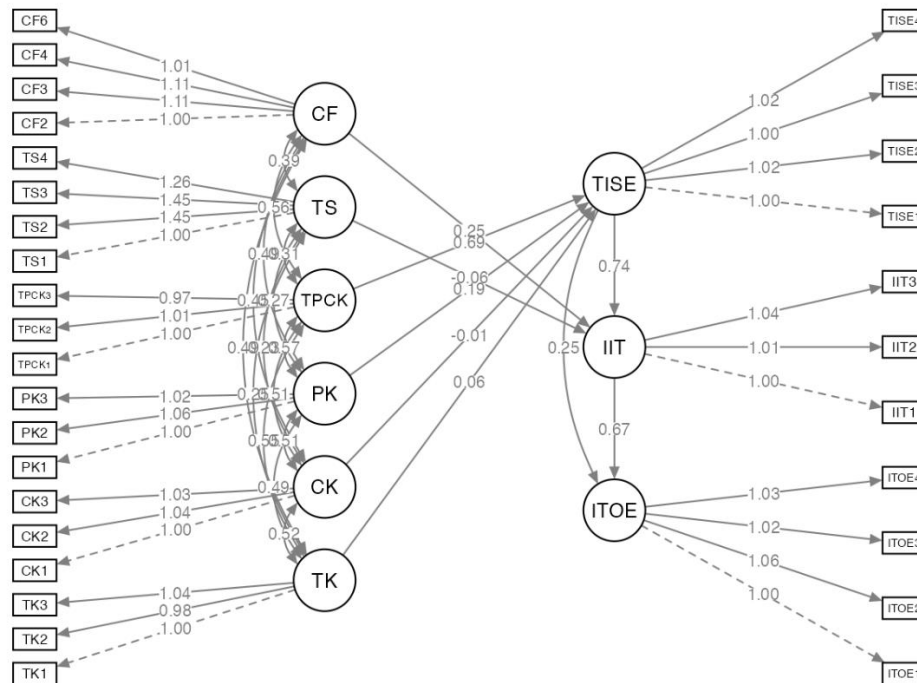 CF6
CF4
CF3
CF2
TS4
TS3
TS2
TS1
TPCK3
TPCK2
TPCK1
PK3
PK2
PK1
CK3
CK2
CK1
TK3
TK2
TK1
1.01
1.11
1.11
1.00
1.26
1.45
1.45
1.00
0.97
1.01
1.00
1.02
1.06
1.00
1.03
1.04
1.00
1.04
0.98
1.00
CF
TS
TPCK
PK
CK
TK
0.39
0.56
0.31
0.27
0.57
0.51
0.51
0.49
0.52
0.25
0.69
-0.06
0.19
-0.01
0.06
TISE
IIT
ITOE
0.74
0.25
0.67
1.02
1.00
1.02
1.00
1.04
1.01
1.00
1.03
1.02
1.06
1.00
TISE4
TISE3
TISE2
TISE1
IIT3
IIT2
IIT1
ITOE4
ITOE3
ITOE2
ITOE1